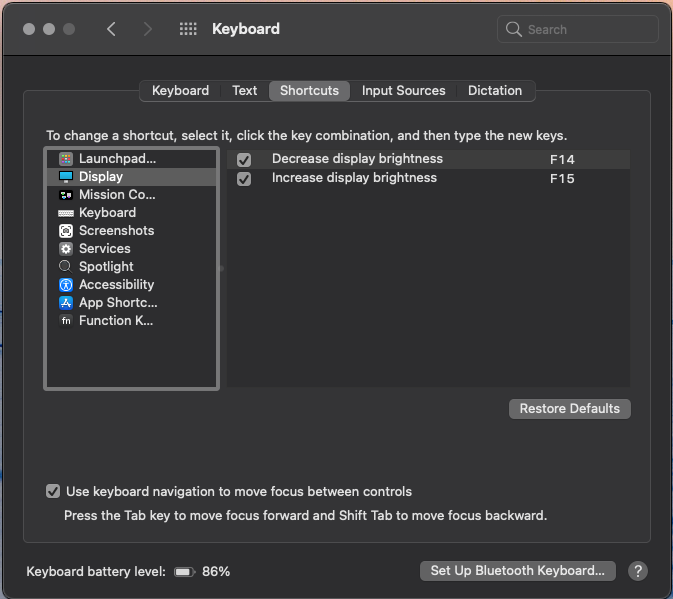 Keyboard
Search
Keyboard Text Shortcuts Input Sources Dictation
To change a shortcut, select it, click the key combination, and then type the new keys.
Launchpad...
Display
Mission Co...
Keyboard
Screenshots
Services
Spotlight
Accessibility
App Shortc...
fn Function K...
Decrease display brightness F14
Increase display brightness F15
Restore Defaults
Use keyboard navigation to move focus between controls
Press the Tab key to move focus forward and Shift Tab to move focus backward.
Keyboard battery level: 86%
Set Up Bluetooth Keyboard...
?